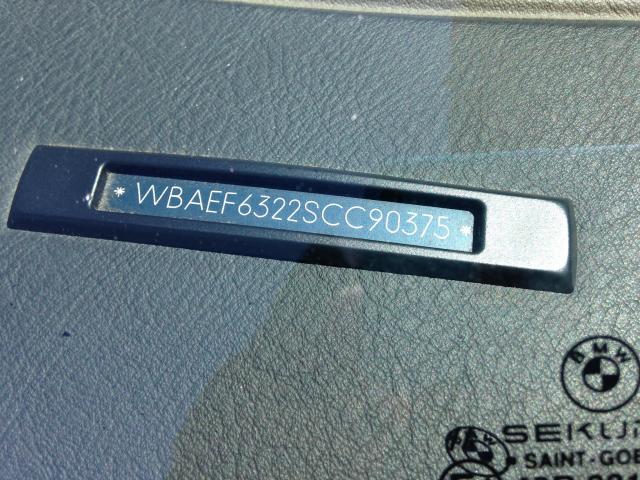 * WBAEF6322SCC90375 *
BMW
SEKU
• SAINT-GOB